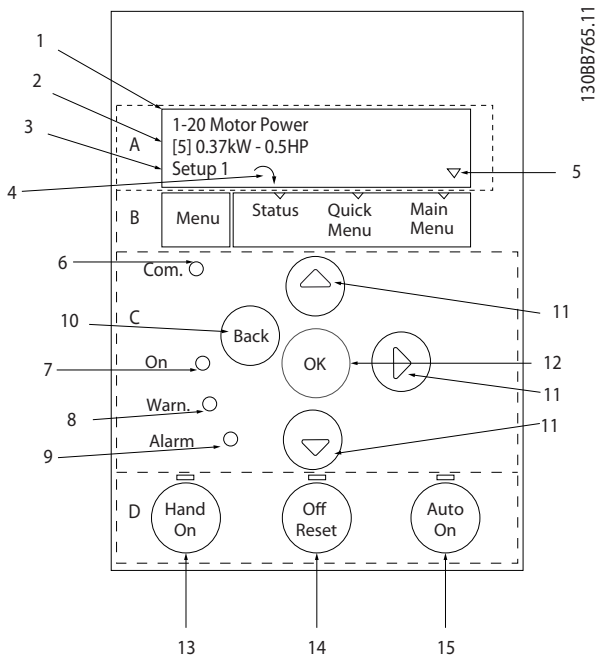 130BB765.11
1
2
3
4
5
A
1-20 Motor Power
[5] 0.37kW - 0.5HP
Setup 1
B
Menu
Status
Quick
Menu
Main
Menu
6
Com.
C
10
Back
11
OK
12
11
On
7
Warn.
8
11
Alarm
9
D
Hand
On
Off
Reset
Auto
On
13
14
15